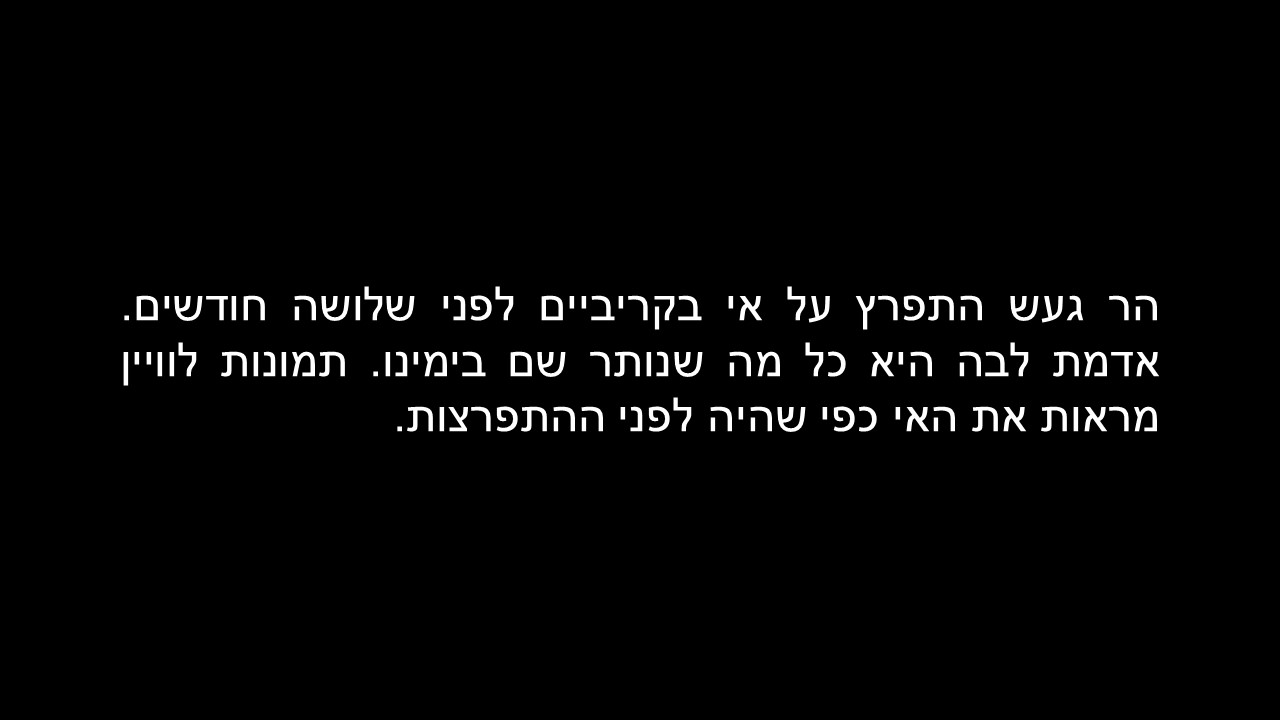 הר געש התפרץ על אי בקריביים לפני שלושה חודשים.
אדמת לבה היא כל מה שנותר שם בימינו. תמונות לוויין
מראות את האי כפי שהיה לפני ההתפרצות.